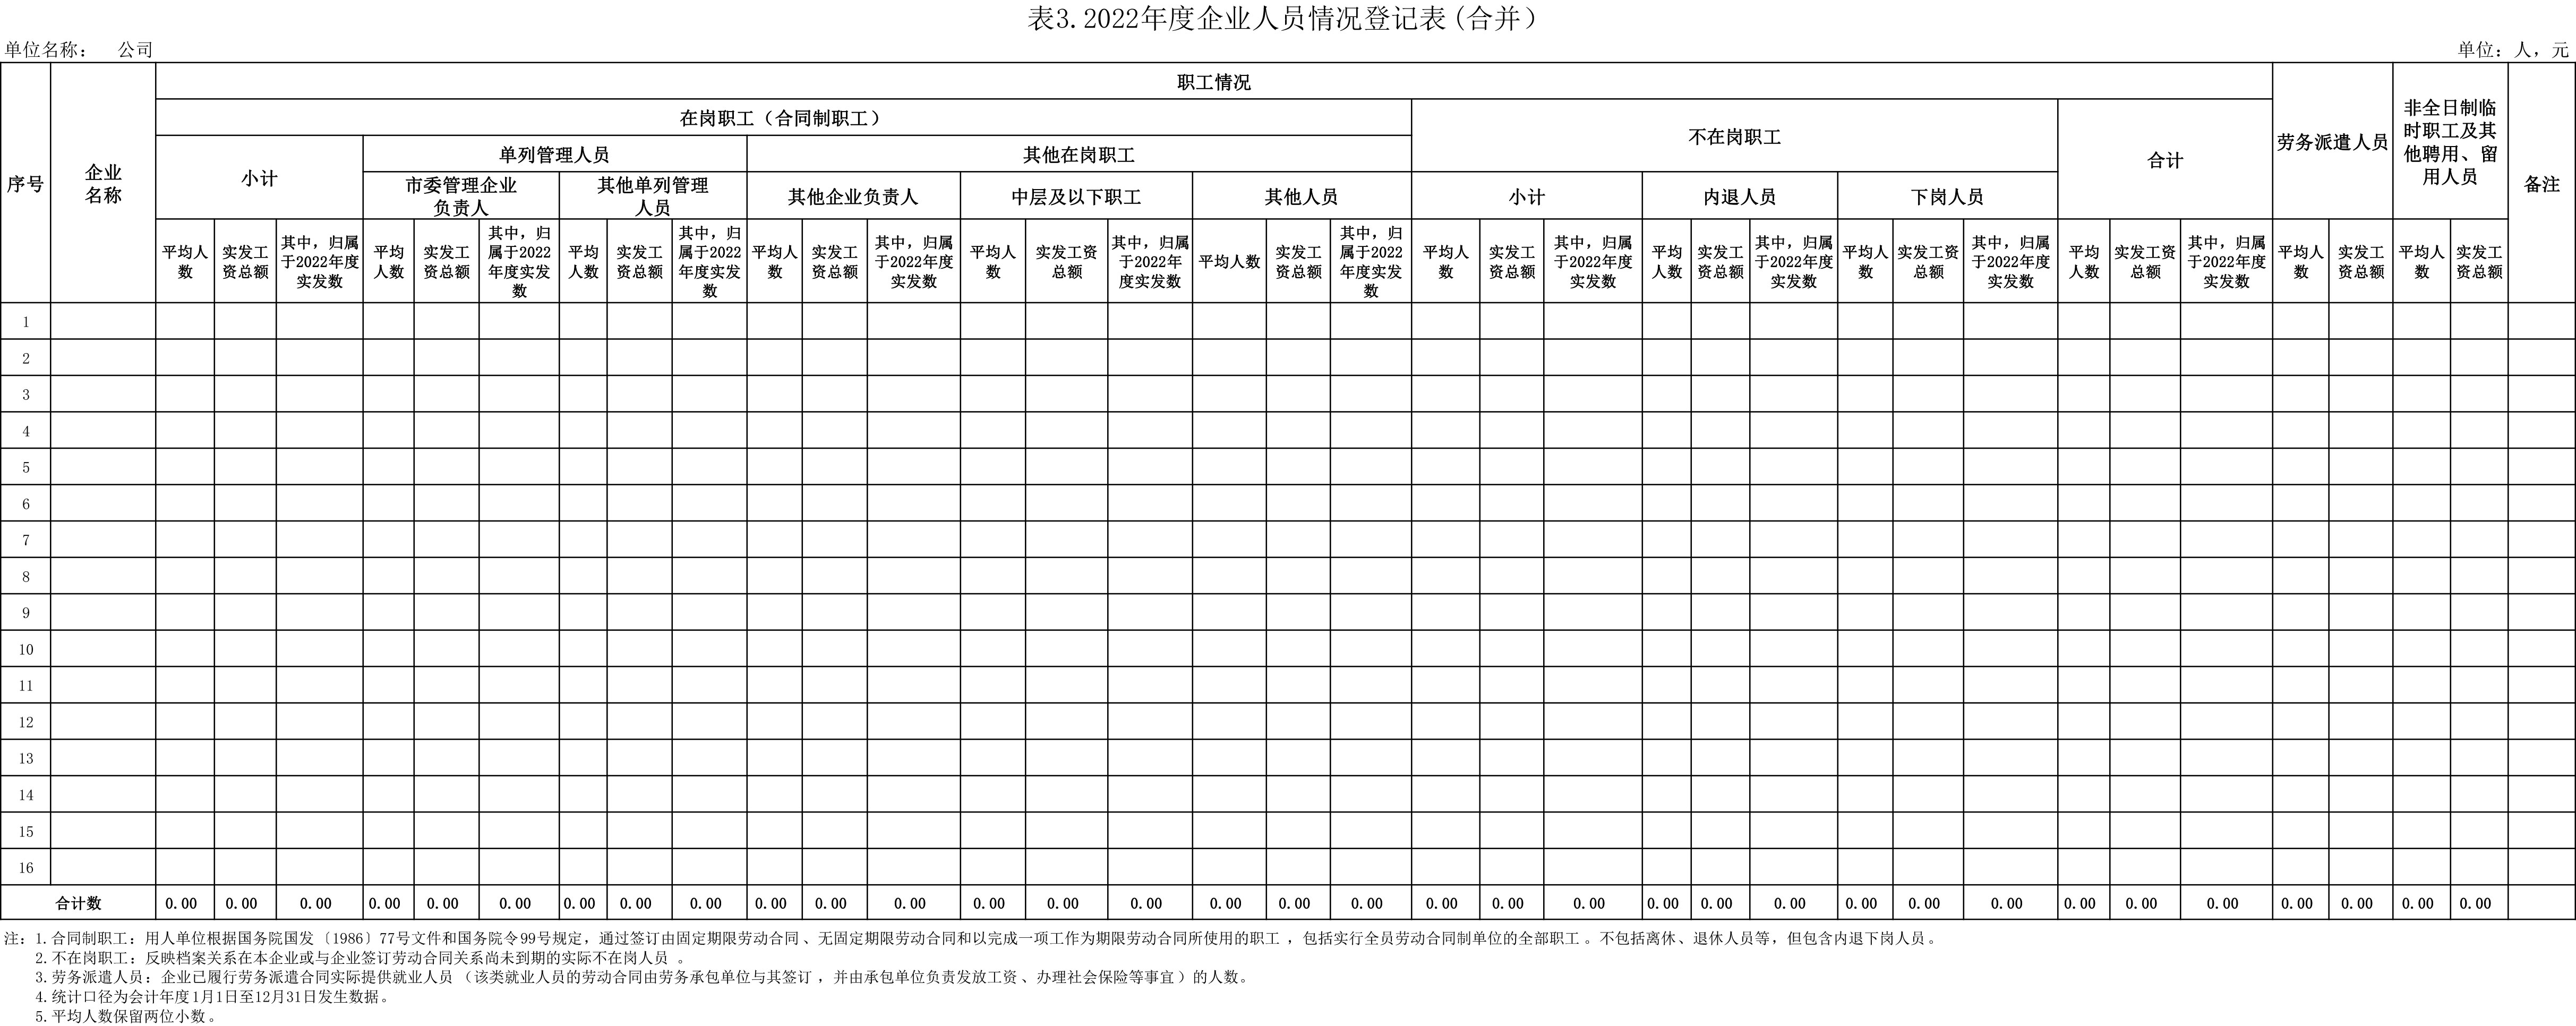 表3.2022年度企业人员情况登记表(合并）
单位名称： 公司 单位：人，元
序号 企业名称 职工情况 劳务派遣人员 非全日制临时职工及其他聘用、留用人员 备注
在岗职工（合同制职工） 不在岗职工 合计
小计 单列管理人员 其他在岗职工
市委管理企业负责人 其他单列管理人员 其他企业负责人 中层及以下职工 其他人员 小计 内退人员 下岗人员
平均人数 实发工资总额 其中，归属于2022年度实发数 平均人数 实发工资总额 其中，归属于2022年度实发数 平均人数 实发工资总额 其中，归属于2022年度实发数 平均人数 实发工资总额 其中，归属于2022年度实发数 平均人数 实发工资总额 其中，归属于2022年度实发数 平均人数 实发工资总额 其中，归属于2022年度实发数 平均人数 实发工资总额 其中，归属于2022年度实发数 平均人数 实发工资总额 其中，归属于2022年度实发数 平均人数 实发工资总额 其中，归属于2022年度实发数 平均人数 实发工资总额 其中，归属于2022年度实发数 平均人数 实发工资总额 平均人数 实发工资总额
1
2
3
4
5
6
7
8
9
10
11
12
13
14
15
16
合计数 0.00 0.00 0.00 0.00 0.00 0.00 0.00 0.00 0.00 0.00 0.00 0.00 0.00 0.00 0.00 0.00 0.00 0.00 0.00 0.00 0.00 0.00 0.00 0.00 0.00 0.00 0.00 0.00 0.00 0.00 0.00 0.00 0.00 0.00
注：1.合同制职工：用人单位根据国务院国发〔1986〕77号文件和国务院令99号规定，通过签订由固定期限劳动合同、无固定期限劳动合同和以完成一项工作为期限劳动合同所使用的职工，包括实行全员劳动合同制单位的全部职工。不包括离休、退休人员等，但包含内退下岗人员。
2.不在岗职工：反映档案关系在本企业或与企业签订劳动合同关系尚未到期的实际不在岗人员。
3.劳务派遣人员：企业已履行劳务派遣合同实际提供就业人员（该类就业人员的劳动合同由劳务承包单位与其签订，并由承包单位负责发放工资、办理社会保险等事宜）的人数。
4.统计口径为会计年度1月1日至12月31日发生数据。
5.平均人数保留两位小数。